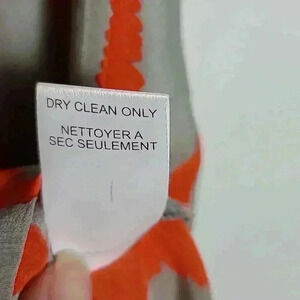 DRY CLEAN ONLY
NETTOYER A
SEC SEULEMENT